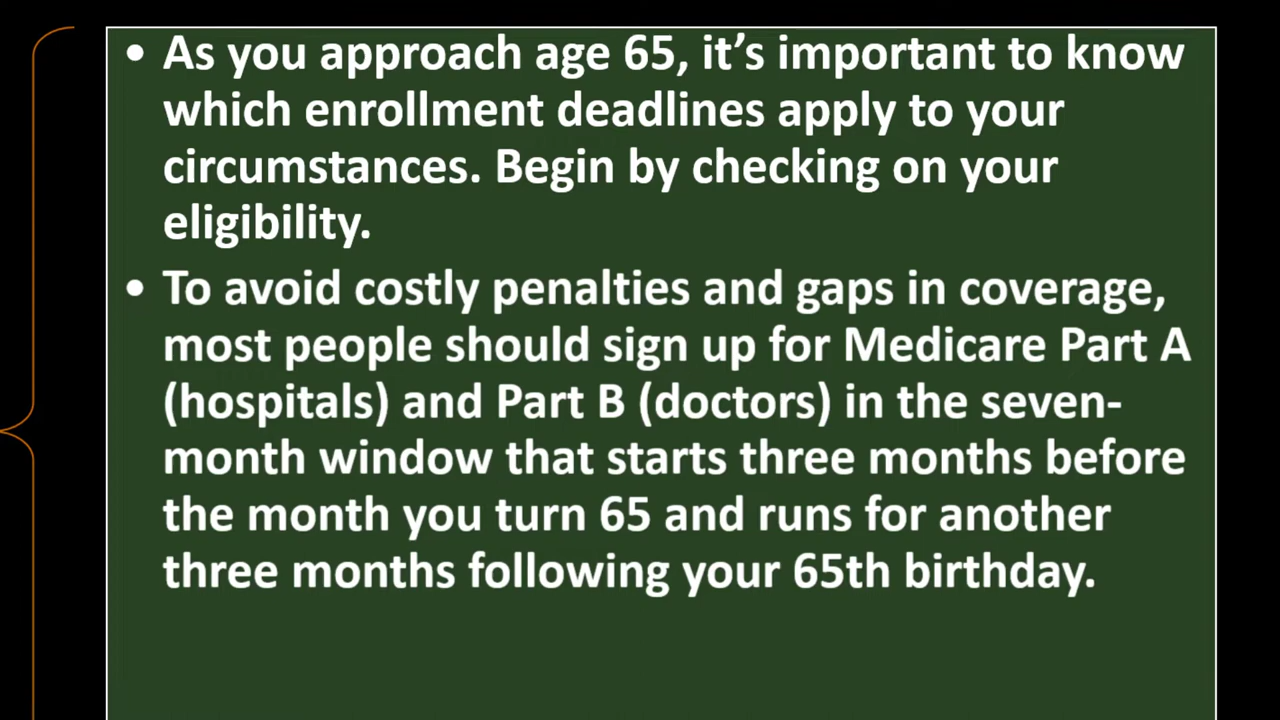 • As you approach age 65, it’s important to know
which enrollment deadlines apply to your
circumstances. Begin by checking on your
eligibility.
• To avoid costly penalties and gaps in coverage,
most people should sign up for Medicare Part A
(hospitals) and Part B (doctors) in the seven-
month window that starts three months before
the month you turn 65 and runs for another
three months following your 65th birthday.